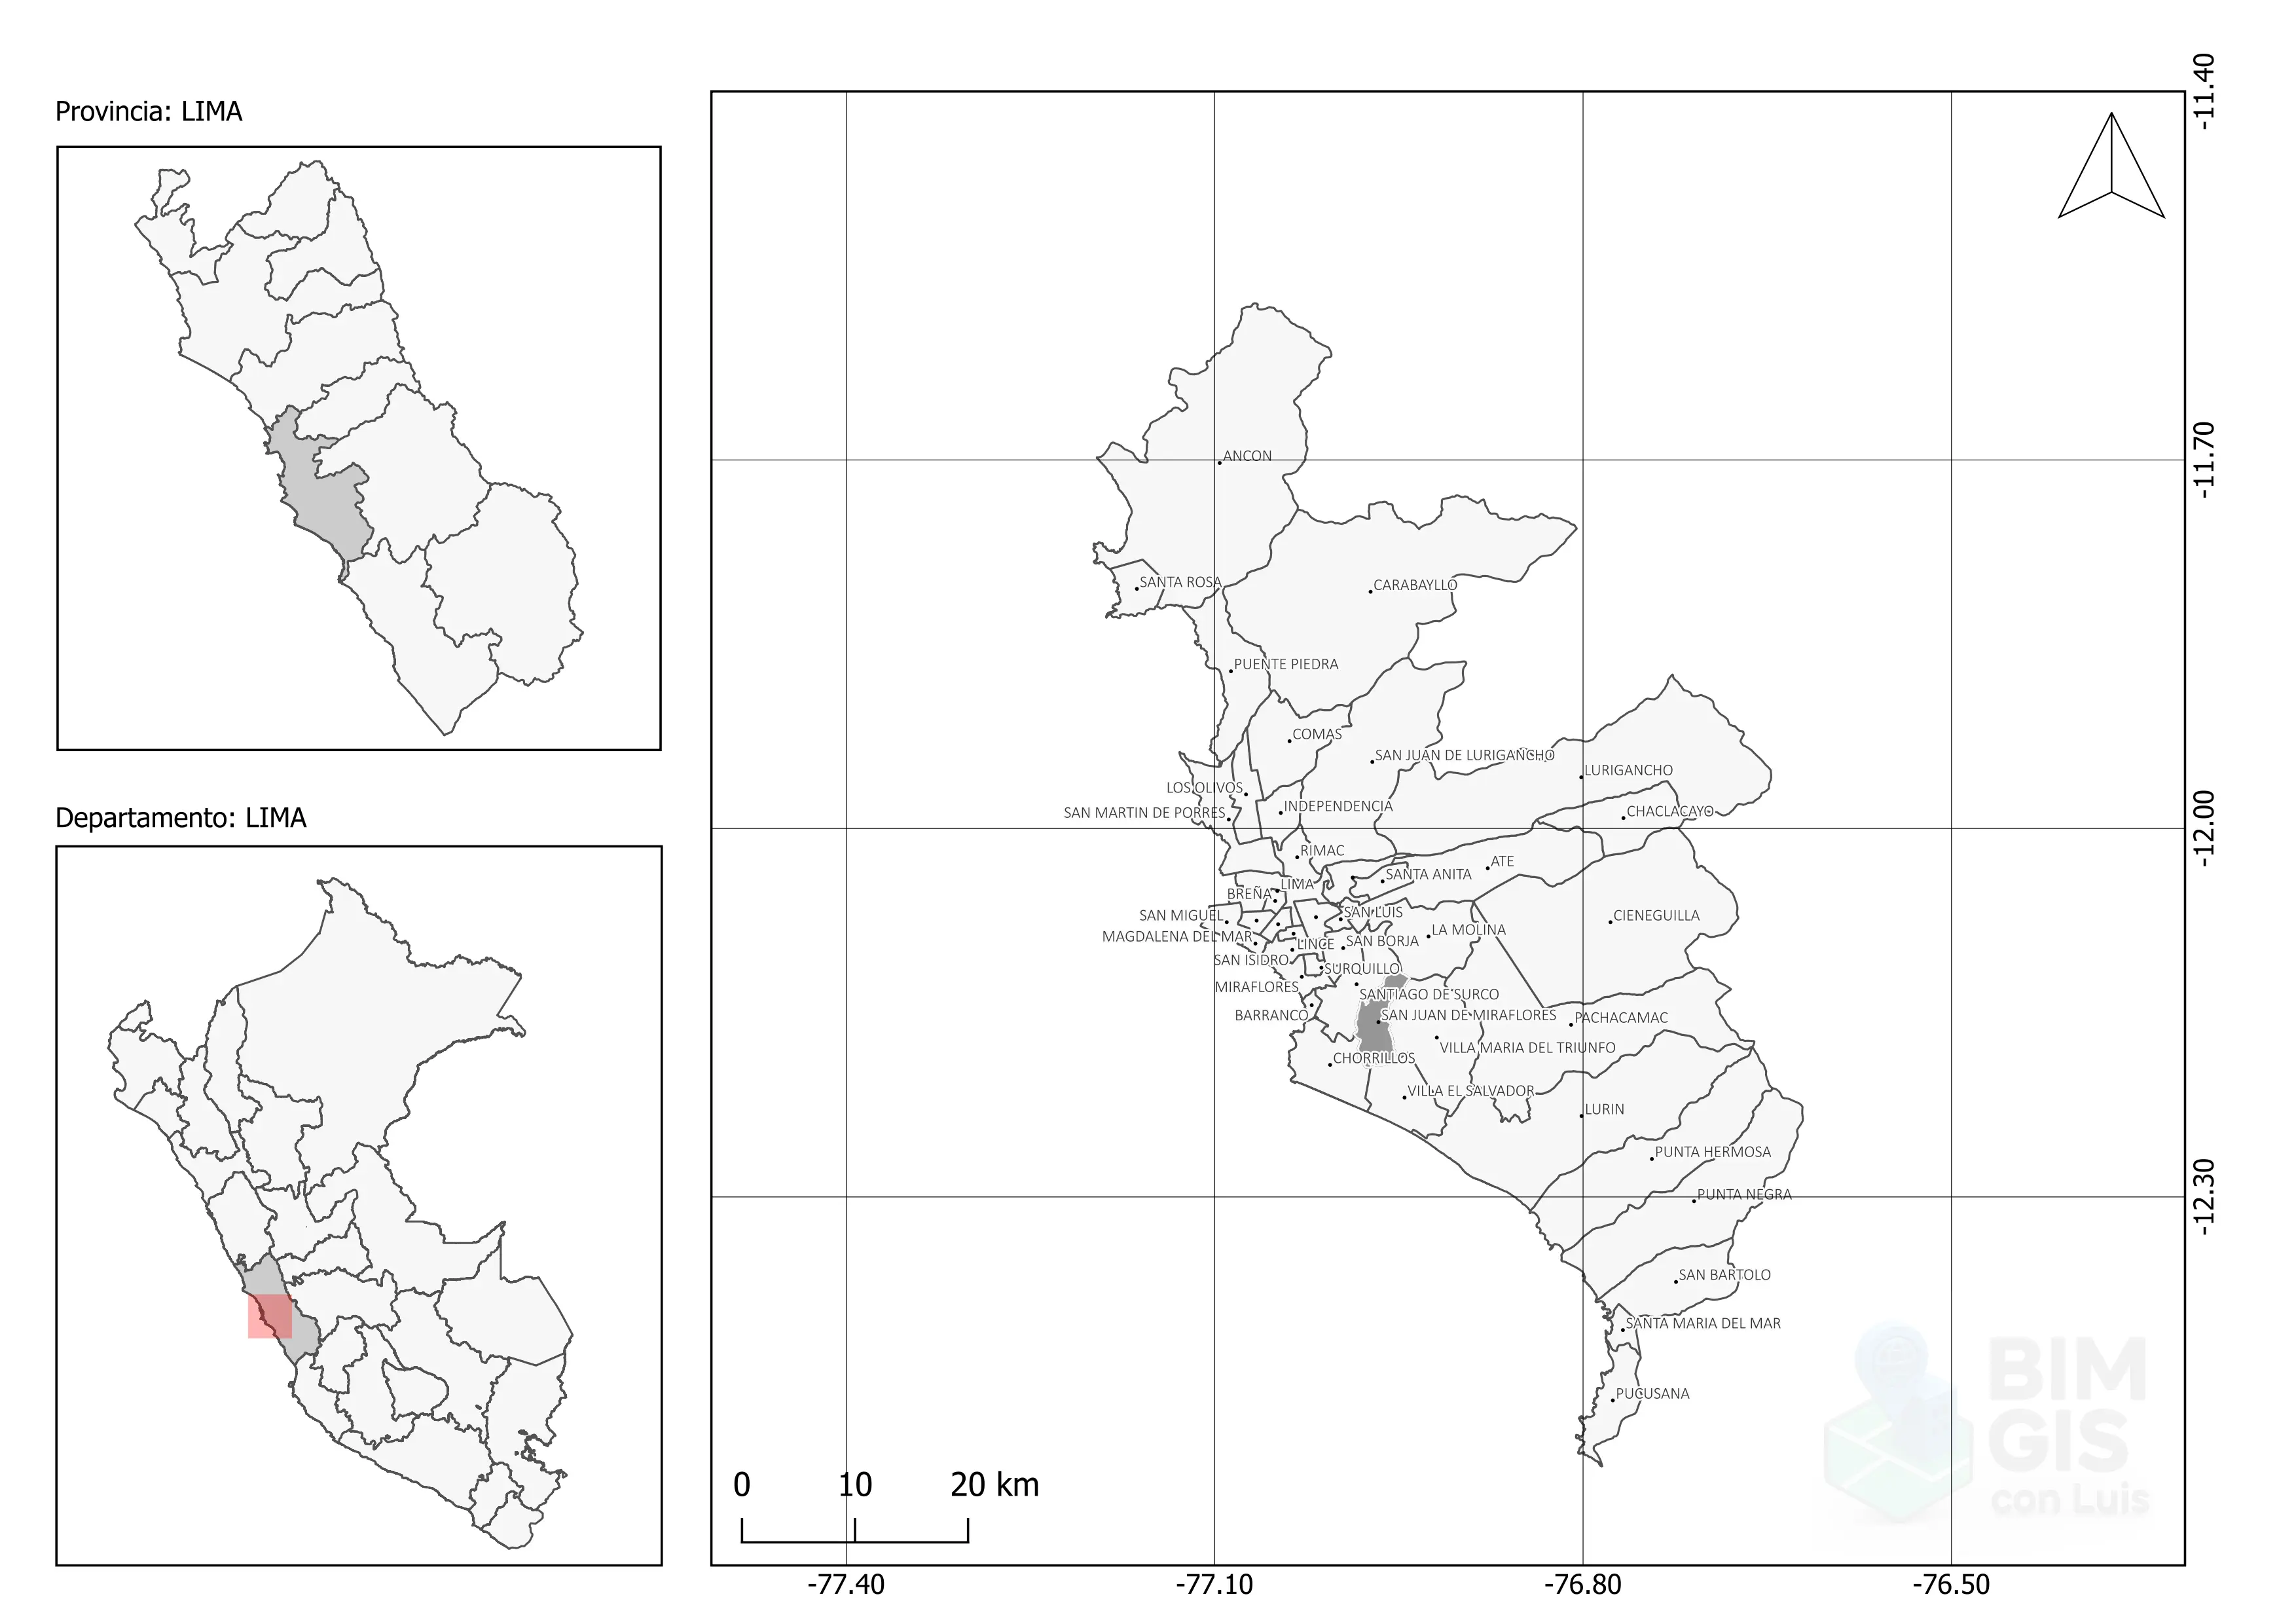 Provincia: LIMA
Departamento: LIMA
-11.40
-11.70
-12.00
-12.30
ANCON
SANTA ROSA
CARABAYLLO
PUENTE PIEDRA
COMAS
SAN JUAN DE LURIGANCHO
LURIGANCHO
LOS OLIVOS
INDEPENDENCIA
SAN MARTIN DE PORRES
CHACLACAYO
RIMAC
ATE
SANTA ANITA
LIMA
BREÑA
SAN MIGUEL
SAN LUIS
CIENEGUILLA
LA MOLINA
MAGDALENA DEL MAR
LINCE
SAN BORJA
SAN ISIDRO
SURQUILLO
MIRAFLORES
SANTIAGO DE SURCO
BARRANCO
SAN JUAN DE MIRAFLORES
PACHACAMAC
VILLA MARIA DEL TRIUNFO
CHORRILLOS
VILLA EL SALVADOR
LURIN
PUNTA HERMOSA
PUNTA NEGRA
SAN BARTOLO
SANTA MARIA DEL MAR
PUCUSANA
BIM
GIS
con Luis
0 10 20 km
-77.40 -77.10 -76.80 -76.50